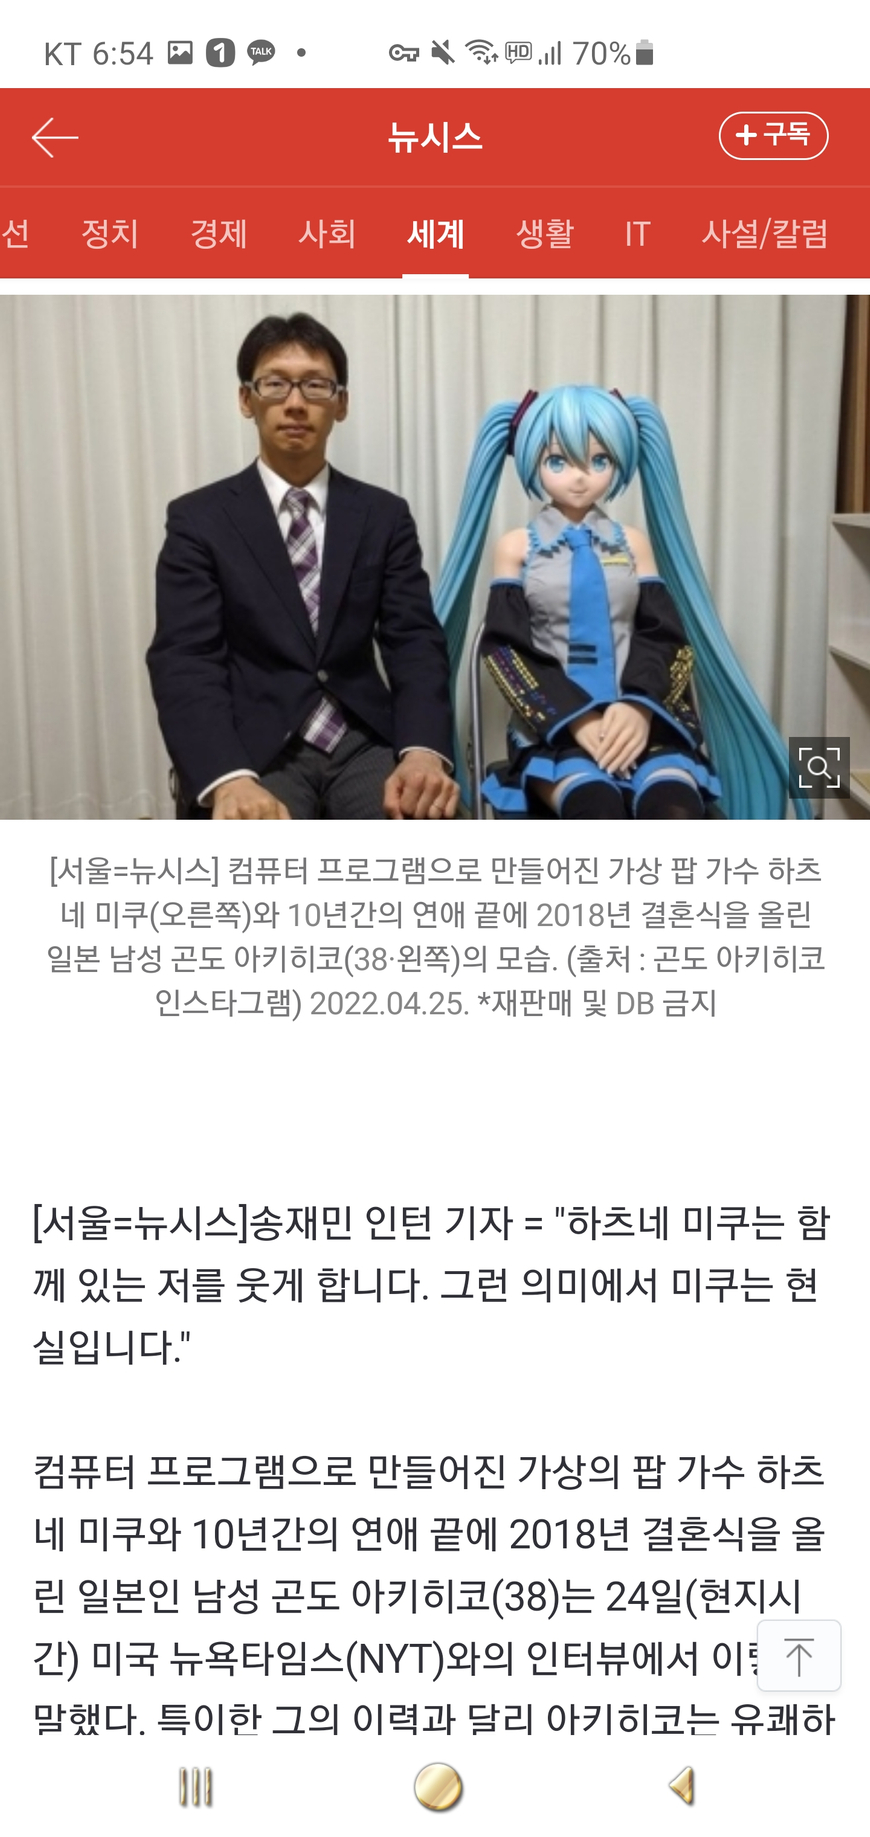 KT 6:54 1 TALK • HD 70%
뉴시스
+ 구독
선 정치 경제 사회 세계 생활 IT 사설/칼럼
[서울=뉴시스] 컴퓨터 프로그램으로 만들어진 가상 팝 가수 하츠
네 미쿠(오른쪽)와 10년간의 연애 끝에 2018년 결혼식을 올린
일본 남성 곤도 아키히코(38·왼쪽)의 모습. (출처 : 곤도 아키히코
인스타그램) 2022.04.25. *재판매 및 DB 금지
[서울=뉴시스]송재민 인턴 기자 = "하츠네 미쿠는 함
께 있는 저를 웃게 합니다. 그런 의미에서 미쿠는 현
실입니다."
컴퓨터 프로그램으로 만들어진 가상의 팝 가수 하츠
네 미쿠와 10년간의 연애 끝에 2018년 결혼식을 올
린 일본인 남성 곤도 아키히코(38)는 24일(현지시
간) 미국 뉴욕타임스(NYT)와의 인터뷰에서
말했다. 특이한 그의 이력과 달리 아키히코는 유쾌하